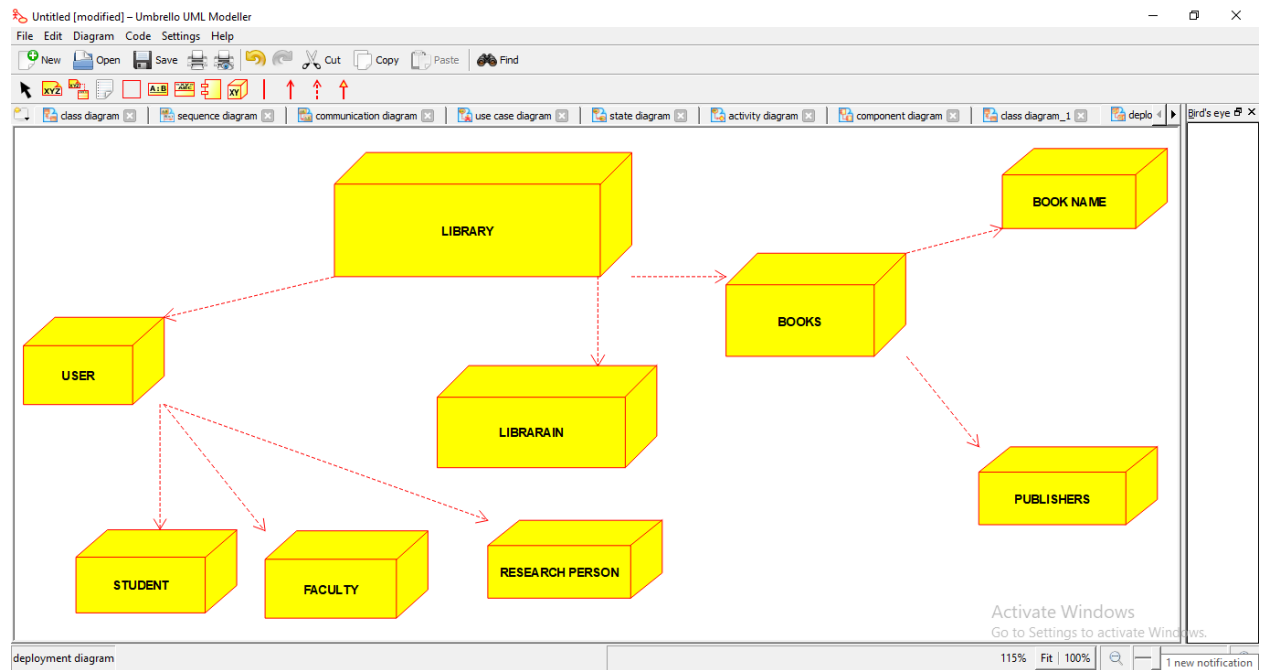 Untitled [modified] – Umbrello UML Modeller
File Edit Diagram Code Settings Help
New Open Save Cut Copy Paste Find
XYZ A:B XY
class diagram sequence diagram communication diagram use case diagram state diagram activity diagram component diagram class diagram_1 deplo Bird's eye
BOOK NAME
LIBRARY
BOOKS
USER
LIBRARAIN
PUBLISHERS
RESEARCH PERSON
STUDENT
FACULTY
Activate Windows
Go to Settings to activate Windows.
deployment diagram 115% Fit 100%
1 new notification